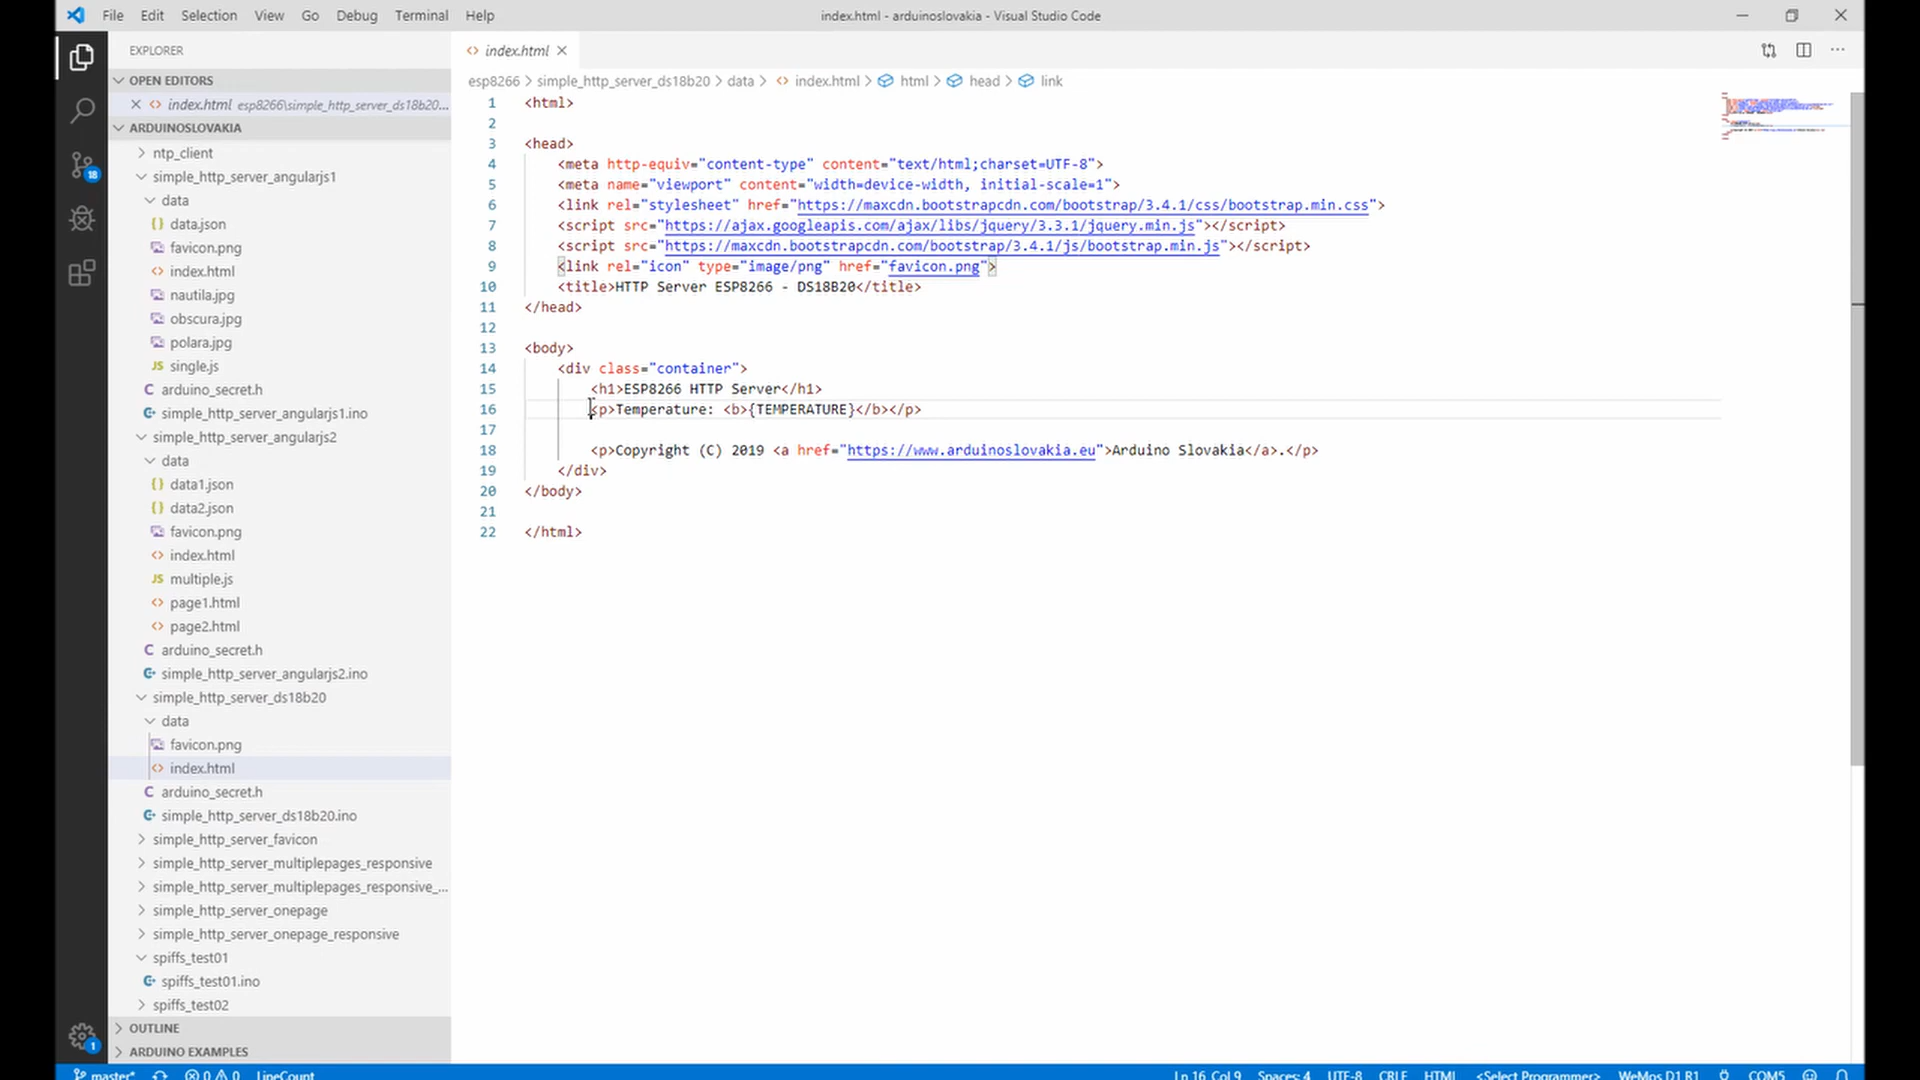 File Edit Selection View Go Debug Terminal Help
index.html - arduinoslovakia - Visual Studio Code
EXPLORER
OPEN EDITORS
index.html esp8266\simple_http_server_ds18b20...
ARDUINOSLOVAKIA
ntp_client
simple_http_server_angularjs1
data
data.json
favicon.png
index.html
nautila.jpg
obscura.jpg
polara.jpg
JS single.js
C arduino_secret.h
simple_http_server_angularjs1.ino
simple_http_server_angularjs2
data
data1.json
data2.json
favicon.png
index.html
JS multiple.js
page1.html
page2.html
C arduino_secret.h
simple_http_server_angularjs2.ino
simple_http_server_ds18b20
data
favicon.png
index.html
C arduino_secret.h
simple_http_server_ds18b20.ino
simple_http_server_favicon
simple_http_server_multiplepages_responsive
simple_http_server_multiplepages_responsive_...
simple_http_server_onepage
simple_http_server_onepage_responsive
spiffs_test01
spiffs_test01.ino
spiffs_test02
OUTLINE
ARDUINO EXAMPLES
18
1
index.html
esp8266 > simple_http_server_ds18b20 > data > index.html > html > head > link
1 <html>
2
3 <head>
4 <meta http-equiv="content-type" content="text/html;charset=UTF-8">
5 <meta name="viewport" content="width=device-width, initial-scale=1">
6 <link rel="stylesheet" href="https://maxcdn.bootstrapcdn.com/bootstrap/3.4.1/css/bootstrap.min.css">
7 <script src="https://ajax.googleapis.com/ajax/libs/jquery/3.3.1/jquery.min.js"></script>
8 <script src="https://maxcdn.bootstrapcdn.com/bootstrap/3.4.1/js/bootstrap.min.js"></script>
9 <link rel="icon" type="image/png" href="favicon.png">
10 <title>HTTP Server ESP8266 - DS18B20</title>
11 </head>
12
13 <body>
14 <div class="container">
15 <h1>ESP8266 HTTP Server</h1>
16 <p>Temperature: <b>{TEMPERATURE}</b></p>
17
18 <p>Copyright (C) 2019 <a href="https://www.arduinoslovakia.eu">Arduino Slovakia</a>.</p>
19 </div>
20 </body>
21
22 </html>
master* 0 0 LineCount
Ln 16, Col 9 Spaces: 4 UTF-8 CRLF HTML <Select Programmer> WeMos D1 R1 COM5